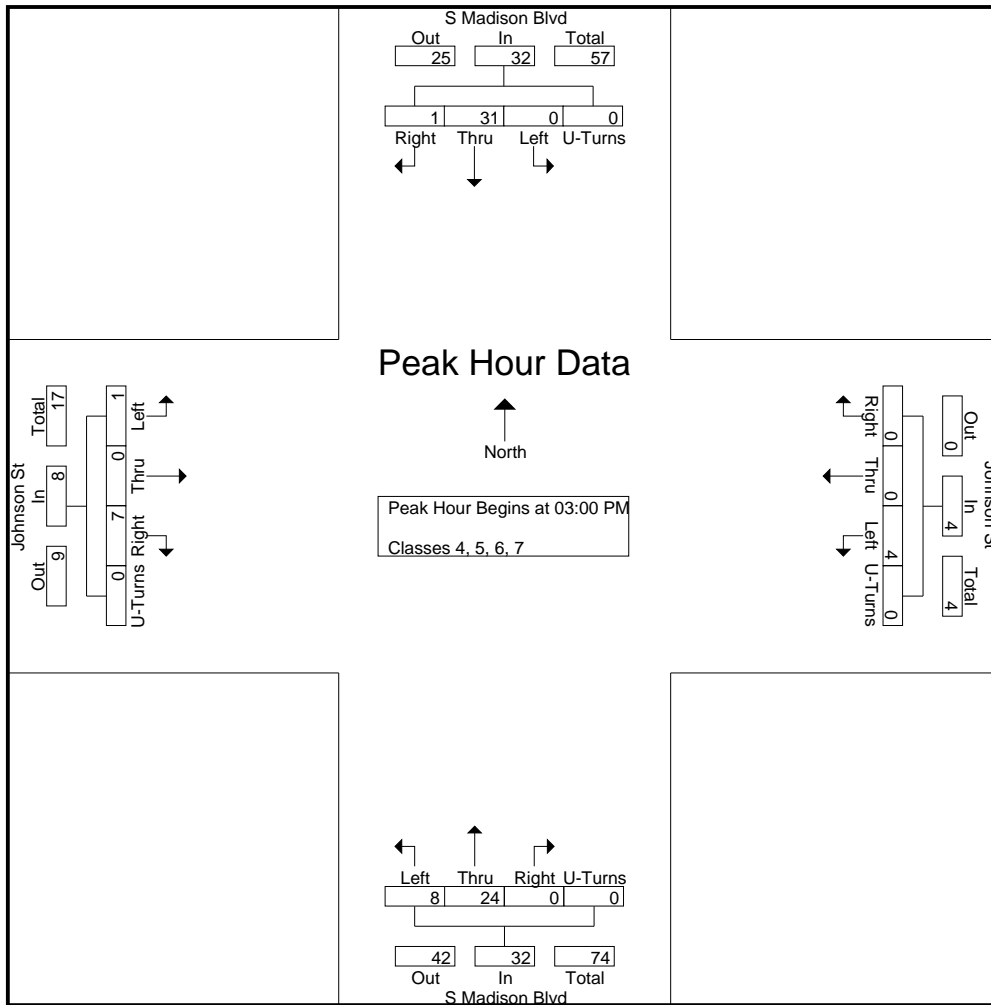 S Madison Blvd
Out In Total
25 32 57
1 31 0 0
Right Thru Left U-Turns
Peak Hour Data
North
Peak Hour Begins at 03:00 PM
Classes 4, 5, 6, 7
Johnson St
Total In Out
17 8 9
1 0 7 0
Left Thru Right U-Turns
Johnson St
Out In Total
0 4 4
0 0 4 0
Right Thru Left U-Turns
Left Thru Right U-Turns
8 24 0 0
42 32 74
Out In Total
S Madison Blvd